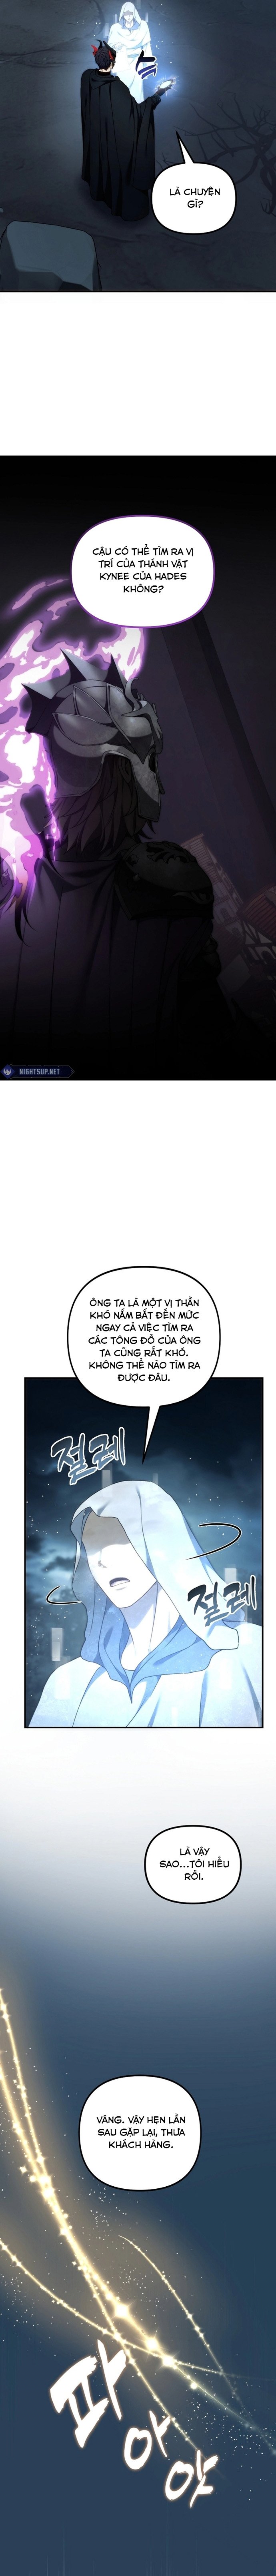 스
LÀ CHUYỆN
GÌ?
CẬU CÓ THỂ TÌM RA VỊ
TRÍ CỦA THÁNH VẬT
KYNEE CỦA HADES
KHÔNG?
NIGHTSUP.NET
ÔNG TA LÀ MỘT VỊ THẦN
KHÓ NẮM BẮT ĐẾN MỨC
NGAY CẢ VIỆC TÌM RA
CÁC TÔNG ĐỒ CỦA ÔNG
TA CŨNG RẤT KHÓ.
KHÔNG THỂ NÀO TÌM RA
ĐƯỢC ĐÂU.
절레
절레
LÀ VẬY
SAO...TÔI HIỂU
RỒI.
VÂNG. VẬY HẸN LẦN
SAU GẶP LẠI, THƯA
KHÁCH HÀNG.
파
아
앗